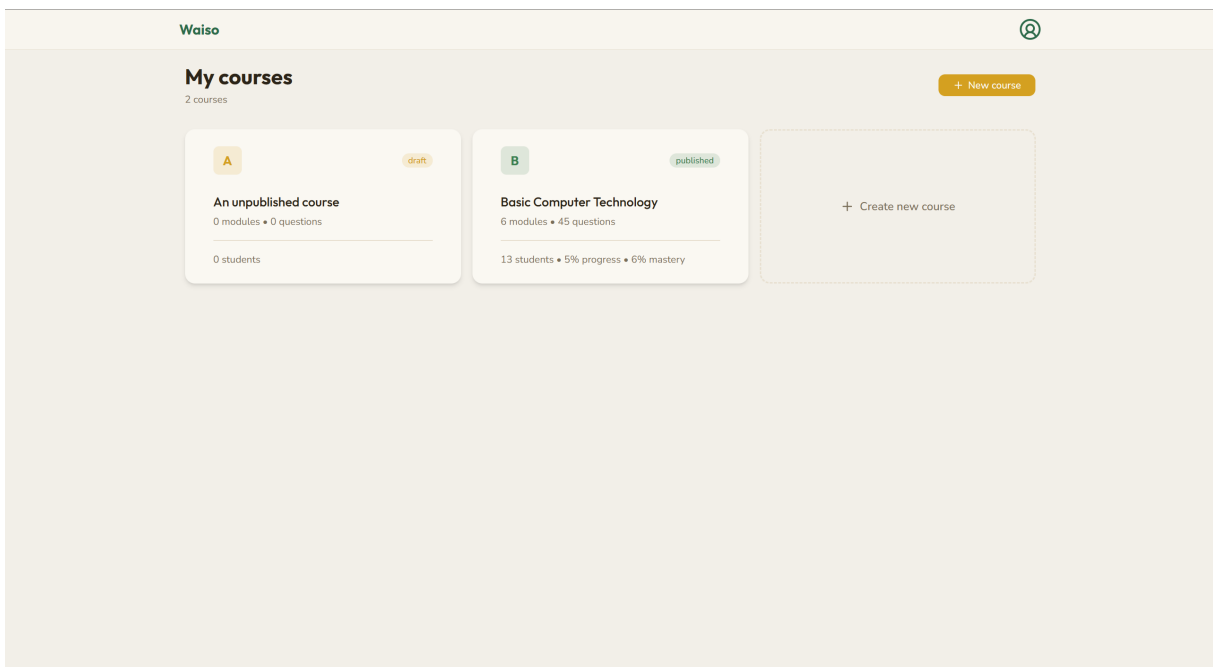 Waiso
My courses
2 courses
+ New course
A
draft
An unpublished course
0 modules • 0 questions
0 students
B
published
Basic Computer Technology
6 modules • 45 questions
13 students • 5% progress • 6% mastery
+ Create new course